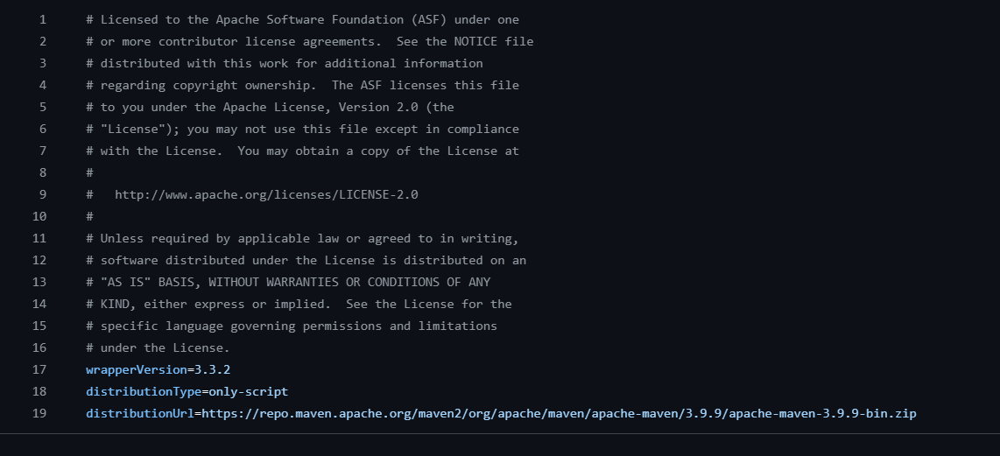 1 # Licensed to the Apache Software Foundation (ASF) under one
2 # or more contributor license agreements.  See the NOTICE file
3 # distributed with this work for additional information
4 # regarding copyright ownership.  The ASF licenses this file
5 # to you under the Apache License, Version 2.0 (the
6 # "License"); you may not use this file except in compliance
7 # with the License.  You may obtain a copy of the License at
8 #
9 #   http://www.apache.org/licenses/LICENSE-2.0
10 #
11 # Unless required by applicable law or agreed to in writing,
12 # software distributed under the License is distributed on an
13 # "AS IS" BASIS, WITHOUT WARRANTIES OR CONDITIONS OF ANY
14 # KIND, either express or implied.  See the License for the
15 # specific language governing permissions and limitations
16 # under the License.
17 wrapperVersion=3.3.2
18 distributionType=only-script
19 distributionUrl=https://repo.maven.apache.org/maven2/org/apache/maven/apache-maven/3.9.9/apache-maven-3.9.9-bin.zip